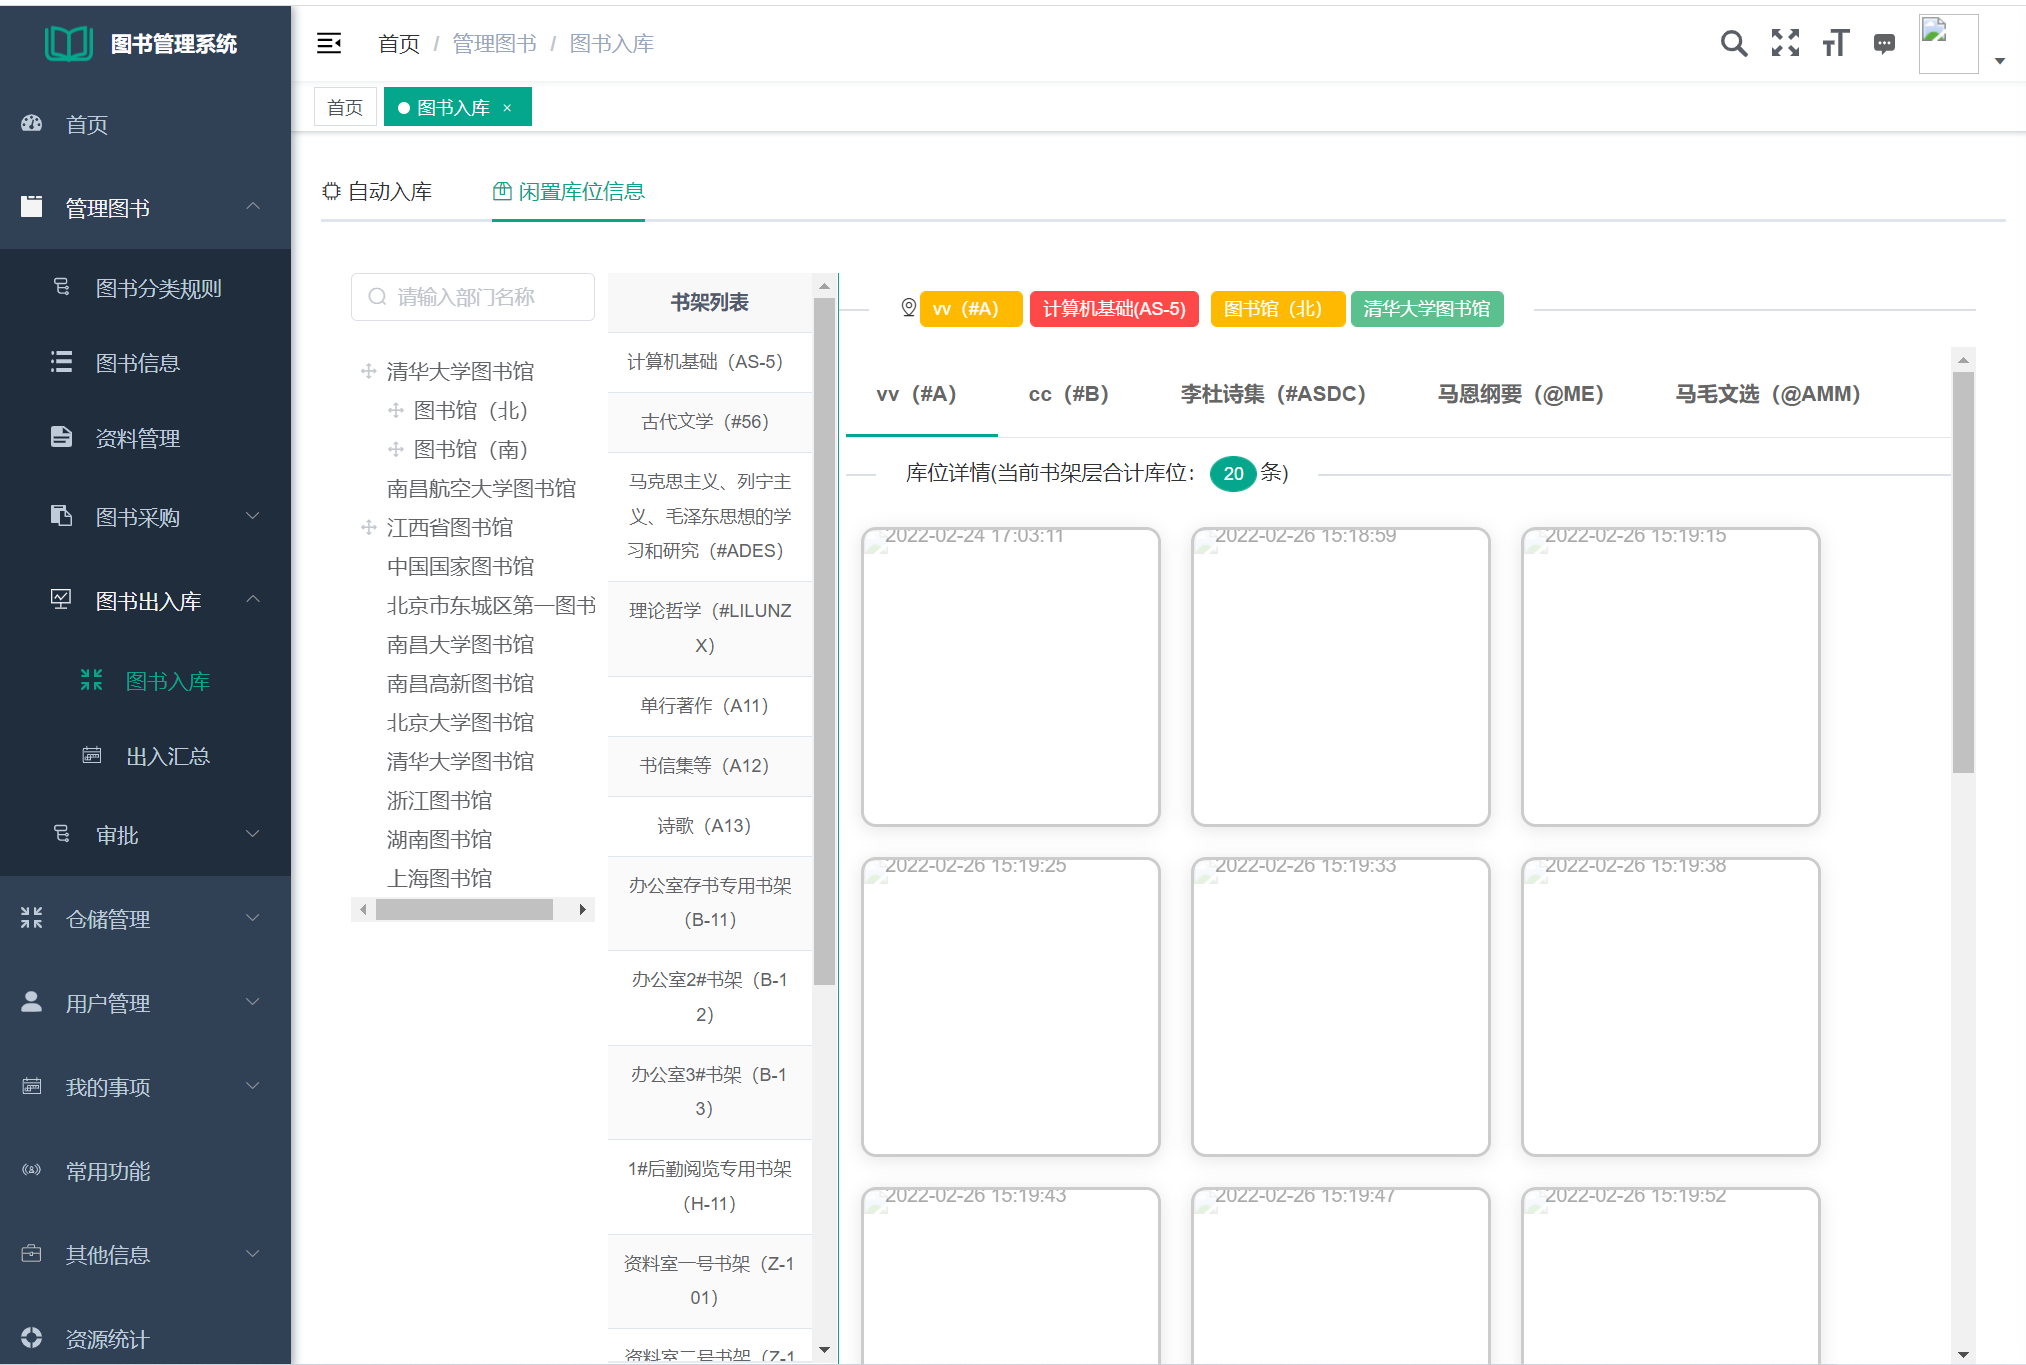 图书管理系统
首页
管理图书
图书分类规则
图书信息
资料管理
图书采购
图书出入库
图书入库
出入汇总
审批
仓储管理
用户管理
我的事项
常用功能
其他信息
资源统计
首页 / 管理图书 / 图书入库
首页
图书入库 ×
自动入库
闲置库位信息
请输入部门名称
清华大学图书馆
图书馆（北）
图书馆（南）
南昌航空大学图书馆
江西省图书馆
中国国家图书馆
北京市东城区第一图书
南昌大学图书馆
南昌高新图书馆
北京大学图书馆
清华大学图书馆
浙江图书馆
湖南图书馆
上海图书馆
书架列表
计算机基础（AS-5）
古代文学（#56）
马克思主义、列宁主
义、毛泽东思想的学
习和研究（#ADES）
理论哲学（#LILUNZ
X）
单行著作（A11）
书信集等（A12）
诗歌（A13）
办公室存书专用书架
（B-11）
办公室2#书架（B-1
2）
办公室3#书架（B-1
3）
1#后勤阅览专用书架
（H-11）
资料室一号书架（Z-1
01）
资料室二号书架（Z-1
vv（#A） 计算机基础(AS-5) 图书馆（北） 清华大学图书馆
vv（#A） cc（#B） 李杜诗集（#ASDC） 马恩纲要（@ME） 马毛文选（@AMM）
库位详情(当前书架层合计库位： 20 条)
2022-02-24 17:03:11 2022-02-26 15:18:59 2022-02-26 15:19:15
2022-02-26 15:19:25 2022-02-26 15:19:33 2022-02-26 15:19:38
2022-02-26 15:19:43 2022-02-26 15:19:47 2022-02-26 15:19:52